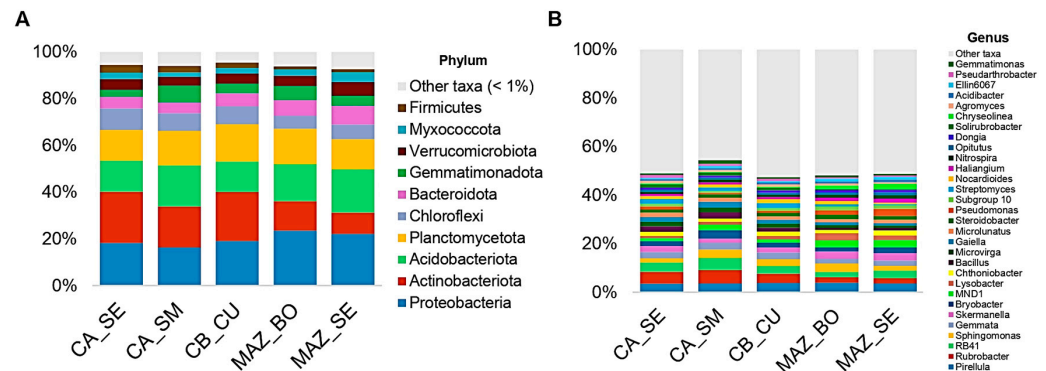 A
100%
80%
60%
40%
20%
0%
CA_SE
CA_SM
CB_CU
MAZ_BO
MAZ_SE
Phylum
Other taxa (< 1%)
Firmicutes
Myxococcota
Verrucomicrobiota
Gemmatimonadota
Bacteroidota
Chloroflexi
Planctomycetota
Acidobacteriota
Actinobacteriota
Proteobacteria
B
100%
80%
60%
40%
20%
0%
CA_SE
CA_SM
CB_CU
MAZ_BO
MAZ_SE
Genus
Other taxa
Gemmatimonas
Pseudarthrobacter
Ellin6067
Acidibacter
Agromyces
Chryseolinea
Solirubrobacter
Dongia
Opitutus
Nitrospira
Haliangium
Nocardioides
Streptomyces
Subgroup 10
Pseudomonas
Steroidobacter
Microlunatus
Gaiella
Microvirga
Bacillus
Chthoniobacter
Lysobacter
MND1
Bryobacter
Skermanella
Gemmata
Sphingomonas
RB41
Rubrobacter
Pirellula